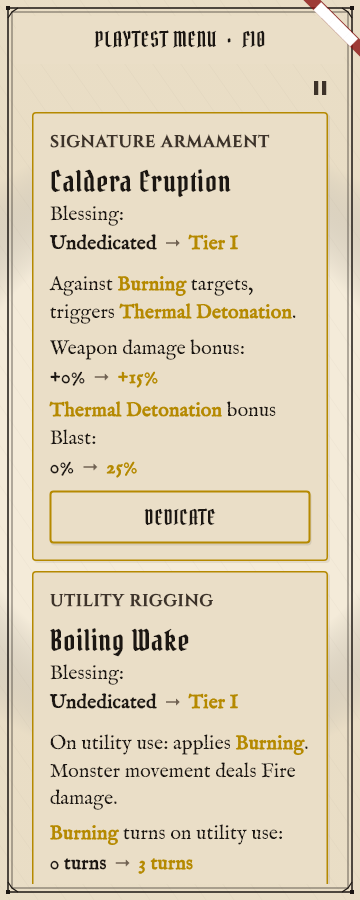 PLAYTEST MENU · F10
SIGNATURE ARMAMENT
Caldera Eruption
Blessing:
Undedicated → Tier I
Against Burning targets,
triggers Thermal Detonation.
Weapon damage bonus:
+0% → +15%
Thermal Detonation bonus
Blast:
0% → 25%
DEDICATE
UTILITY RIGGING
Boiling Wake
Blessing:
Undedicated → Tier I
On utility use: applies Burning.
Monster movement deals Fire
damage.
Burning turns on utility use:
0 turns → 3 turns